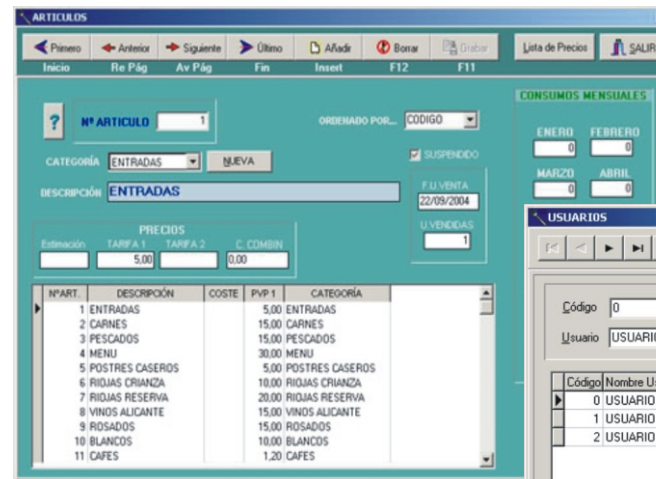 ARTICULOS
Primero Anterior Siguiente Último Añadir Borrar Grabar Lista de Precios SALIR
Inicio Re Pág Av Pág Fin Insert F12 F11
CONSUMOS MENSUALES
? Nº ARTICULO 1 ORDENADO POR... CODIGO
ENERO FEBRERO
0 0
CATEGORÍA ENTRADAS NUEVA SUSPENDIDO
MARZO ABRIL
0 0
DESCRIPCIÓN ENTRADAS
F.U.VENTA
22/09/2004
U.VENDIDAS
1
PRECIOS
Estimación TARIFA 1 TARIFA 2 C. COMBIN
5,00 0,00
NºART. DESCRIPCIÓN COSTE PVP 1 CATEGORÍA
1 ENTRADAS 5,00 ENTRADAS
2 CARNES 15,00 CARNES
3 PESCADOS 15,00 PESCADOS
4 MENU 30,00 MENU
5 POSTRES CASEROS 5,00 POSTRES CASEROS
6 RIOJAS CRIANZA 10,00 RIOJAS CRIANZA
7 RIOJAS RESERVA 20,00 RIOJAS RESERVA
8 VINOS ALICANTE 15,00 VINOS ALICANTE
9 ROSADOS 15,00 ROSADOS
10 BLANCOS 10,00 BLANCOS
11 CAFES 1,20 CAFES
USUARIOS
Código 0
Usuario USUARIO
Código Nombre Us
0 USUARIO
1 USUARIO
2 USUARIO